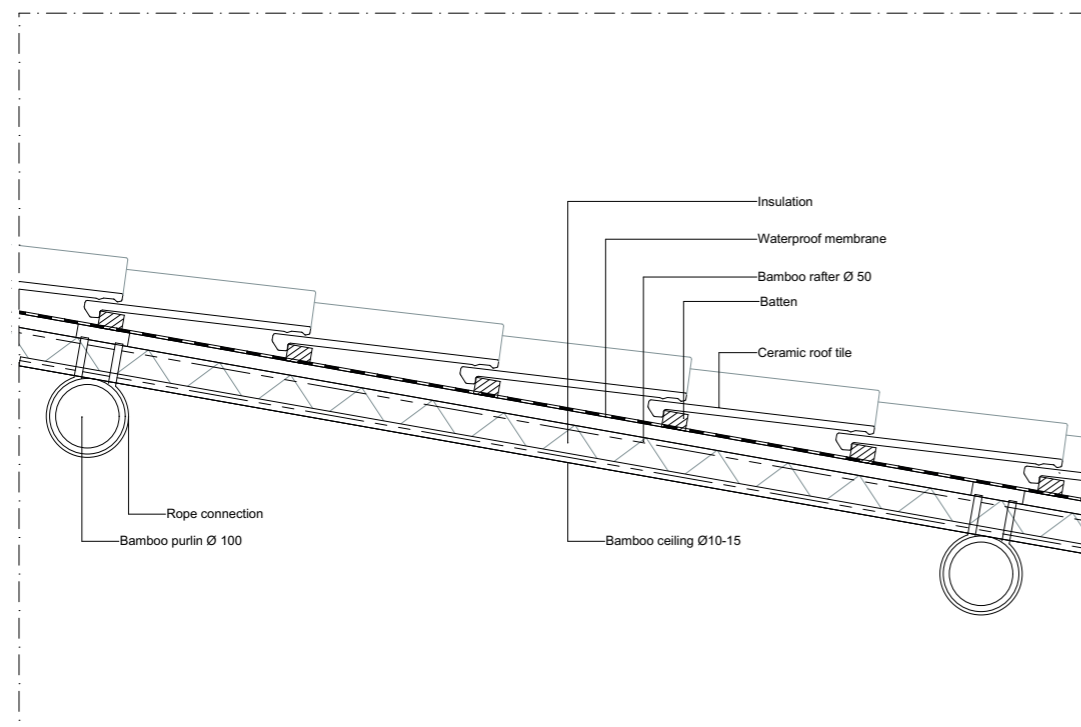 Insulation
Waterproof membrane
Bamboo rafter Ø 50
Batten
Ceramic roof tile
Rope connection
Bamboo purlin Ø 100
Bamboo ceiling Ø10-15